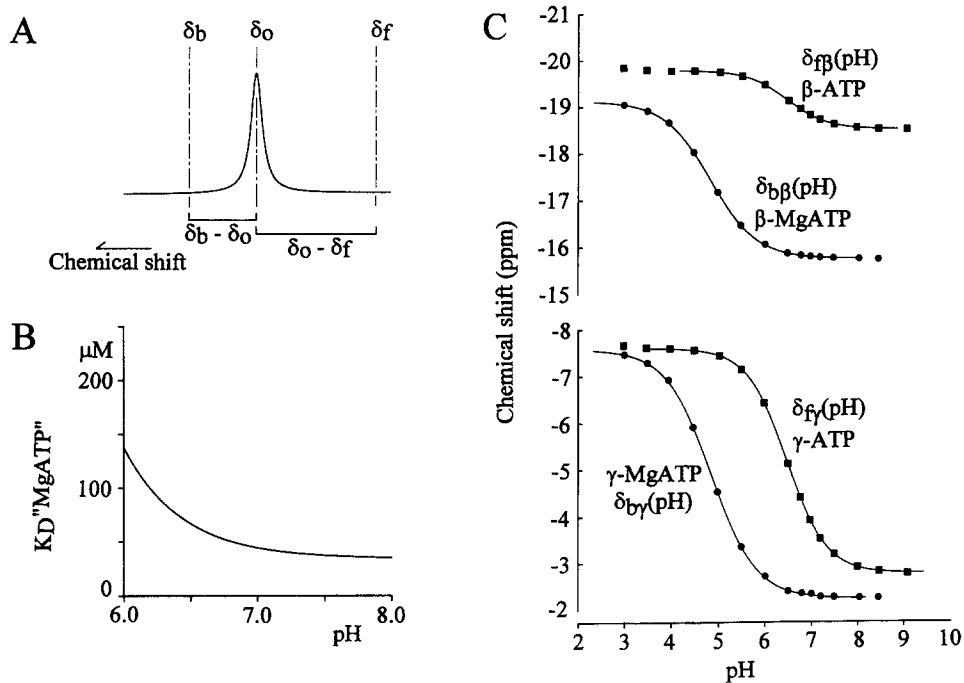 A
δb
δo
δf
δb - δo
δo - δf
Chemical shift
B
μM
200
100
0
KD"MgATP"
6.0
7.0
8.0
pH
C
Chemical shift (ppm)
-21
-20
-19
-18
-17
-16
-15
δfβ(pH)
β-ATP
δbβ(pH)
β-MgATP
-8
-7
-6
-5
-4
-3
-2
δfγ(pH)
γ-ATP
γ-MgATP
δbγ(pH)
2
3
4
5
6
7
8
9
10
pH